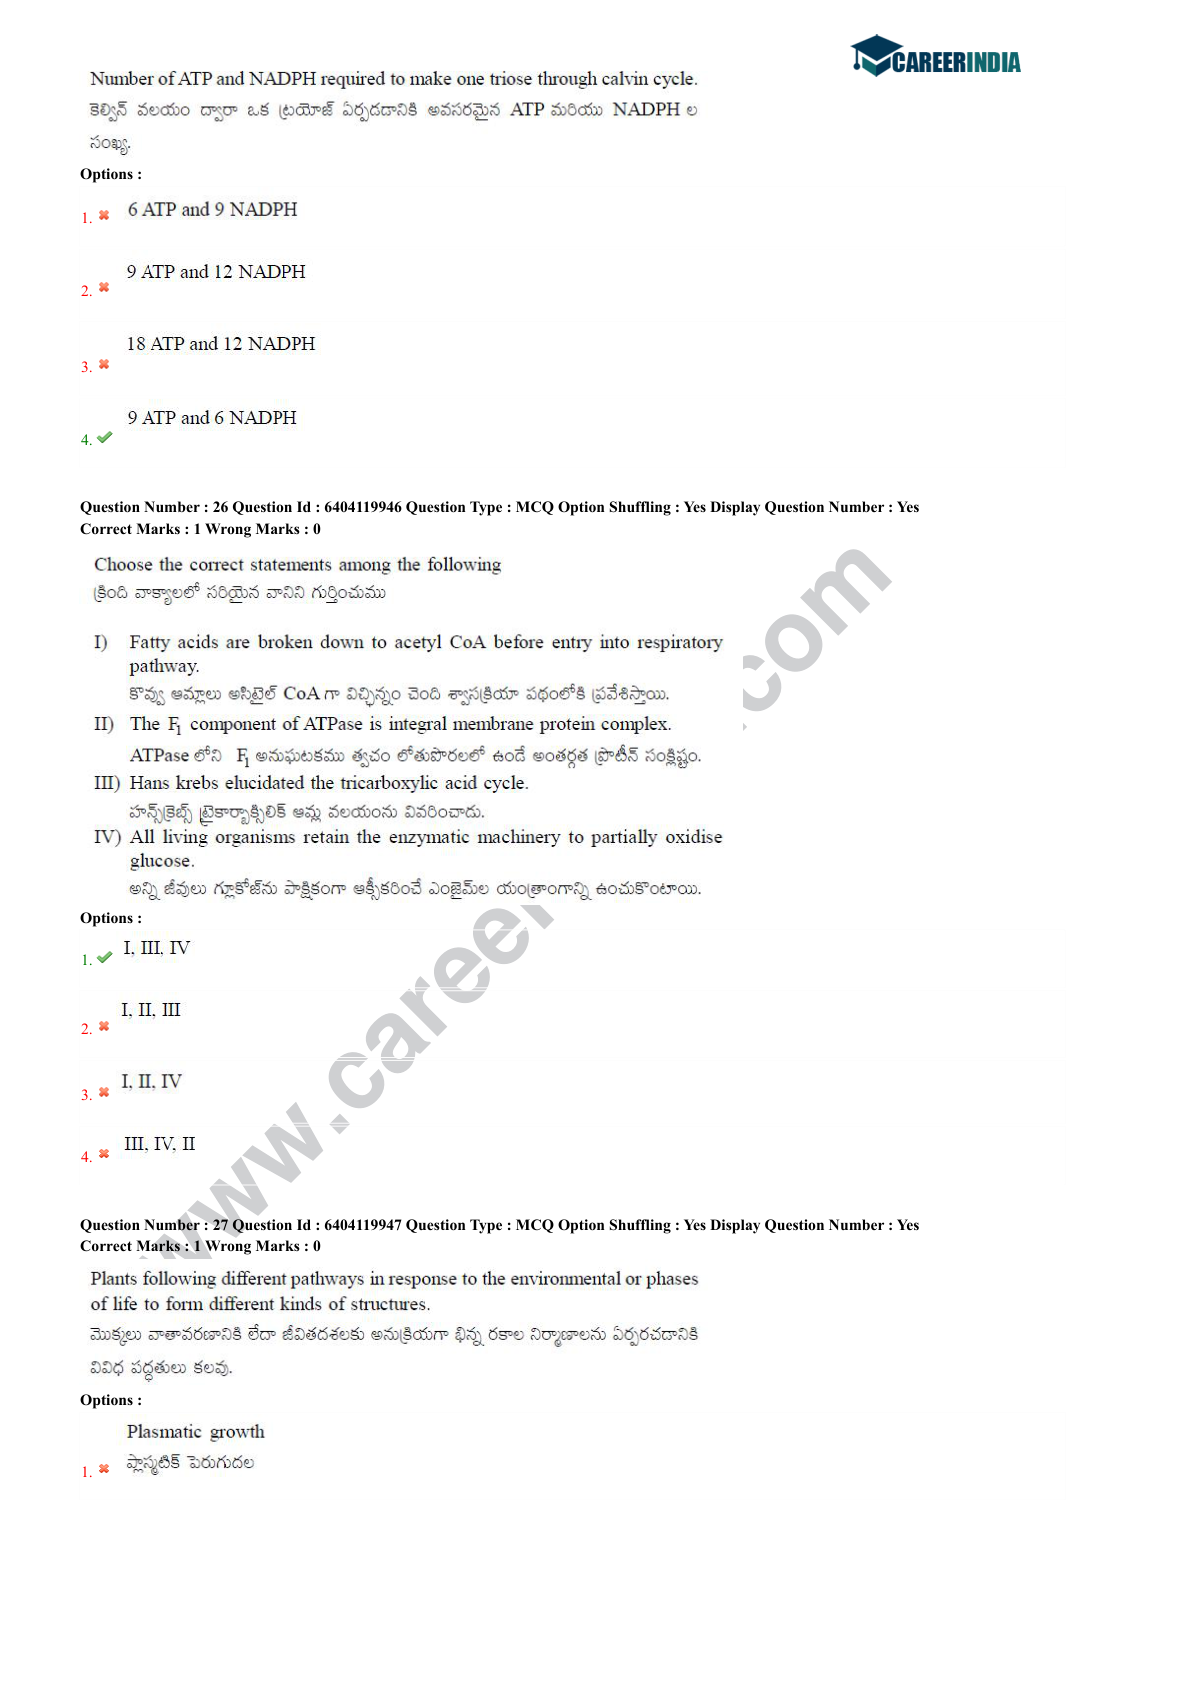 CAREERINDIA
Number of ATP and NADPH required to make one triose through calvin cycle.
కెల్విన్ వలయం ద్వారా ఒక ట్రయోజ్ ఏర్పడడానికి అవసరమైన ATP మరియు NADPH ల
సంఖ్య.
Options :
1. 6 ATP and 9 NADPH
2. 9 ATP and 12 NADPH
3. 18 ATP and 12 NADPH
4. 9 ATP and 6 NADPH
Question Number : 26 Question Id : 6404119946 Question Type : MCQ Option Shuffling : Yes Display Question Number : Yes
Correct Marks : 1 Wrong Marks : 0
Choose the correct statements among the following
క్రింది వాక్యాలలో సరియైన వానిని గుర్తించుము
I) Fatty acids are broken down to acetyl CoA before entry into respiratory
pathway.
కొవ్వు ఆమ్లాలు అసిటైల్ CoA గా విచ్ఛిన్నం చెంది శ్వాసక్రియా పథంలోకి ప్రవేశిస్తాయి.
II) The F₁ component of ATPase is integral membrane protein complex.
ATPase లోని F₁ అనుఘటకము త్వచం లోతుపొరలలో ఉండే అంతర్గత ప్రొటీన్ సంక్లిష్టం.
III) Hans krebs elucidated the tricarboxylic acid cycle.
హన్స్‌క్రెబ్స్ ట్రైకార్బాక్సిలిక్ ఆమ్ల వలయంను వివరించాడు.
IV) All living organisms retain the enzymatic machinery to partially oxidise
glucose.
అన్ని జీవులు గ్లూకోజ్‌ను పాక్షికంగా ఆక్సీకరించే ఎంజైమ్‌ల యంత్రాంగాన్ని ఉంచుకొంటాయి.
Options :
1. I, III, IV
2. I, II, III
3. I, II, IV
4. III, IV, II
Question Number : 27 Question Id : 6404119947 Question Type : MCQ Option Shuffling : Yes Display Question Number : Yes
Correct Marks : 1 Wrong Marks : 0
Plants following different pathways in response to the environmental or phases
of life to form different kinds of structures.
మొక్కలు వాతావరణానికి లేదా జీవితదశలకు అనుక్రియగా భిన్న రకాల నిర్మాణాలను ఏర్పరచడానికి
వివిధ పద్ధతులు కలవు.
Options :
Plasmatic growth
1. ప్లాస్మటిక్ పెరుగుదల